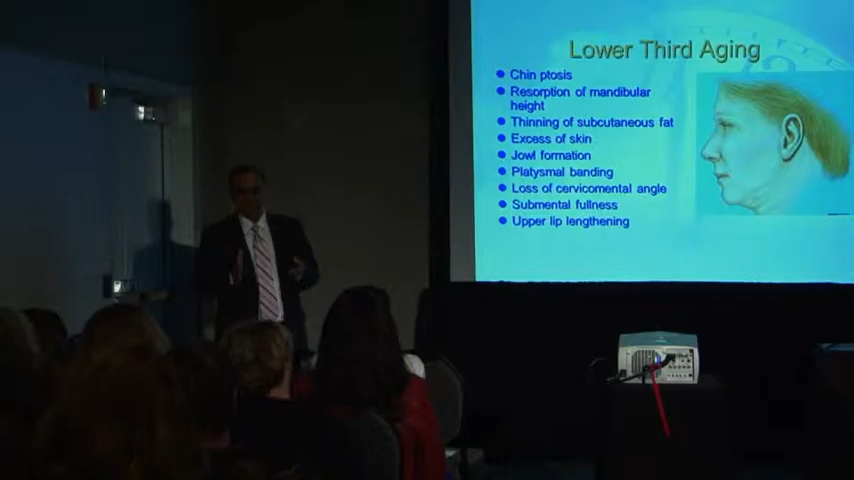 Lower Third Aging
Chin ptosis
Resorption of mandibular
height
Thinning of subcutaneous fat
Excess of skin
Jowl formation
Platysmal banding
Loss of cervicomental angle
Submental fullness
Upper lip lengthening